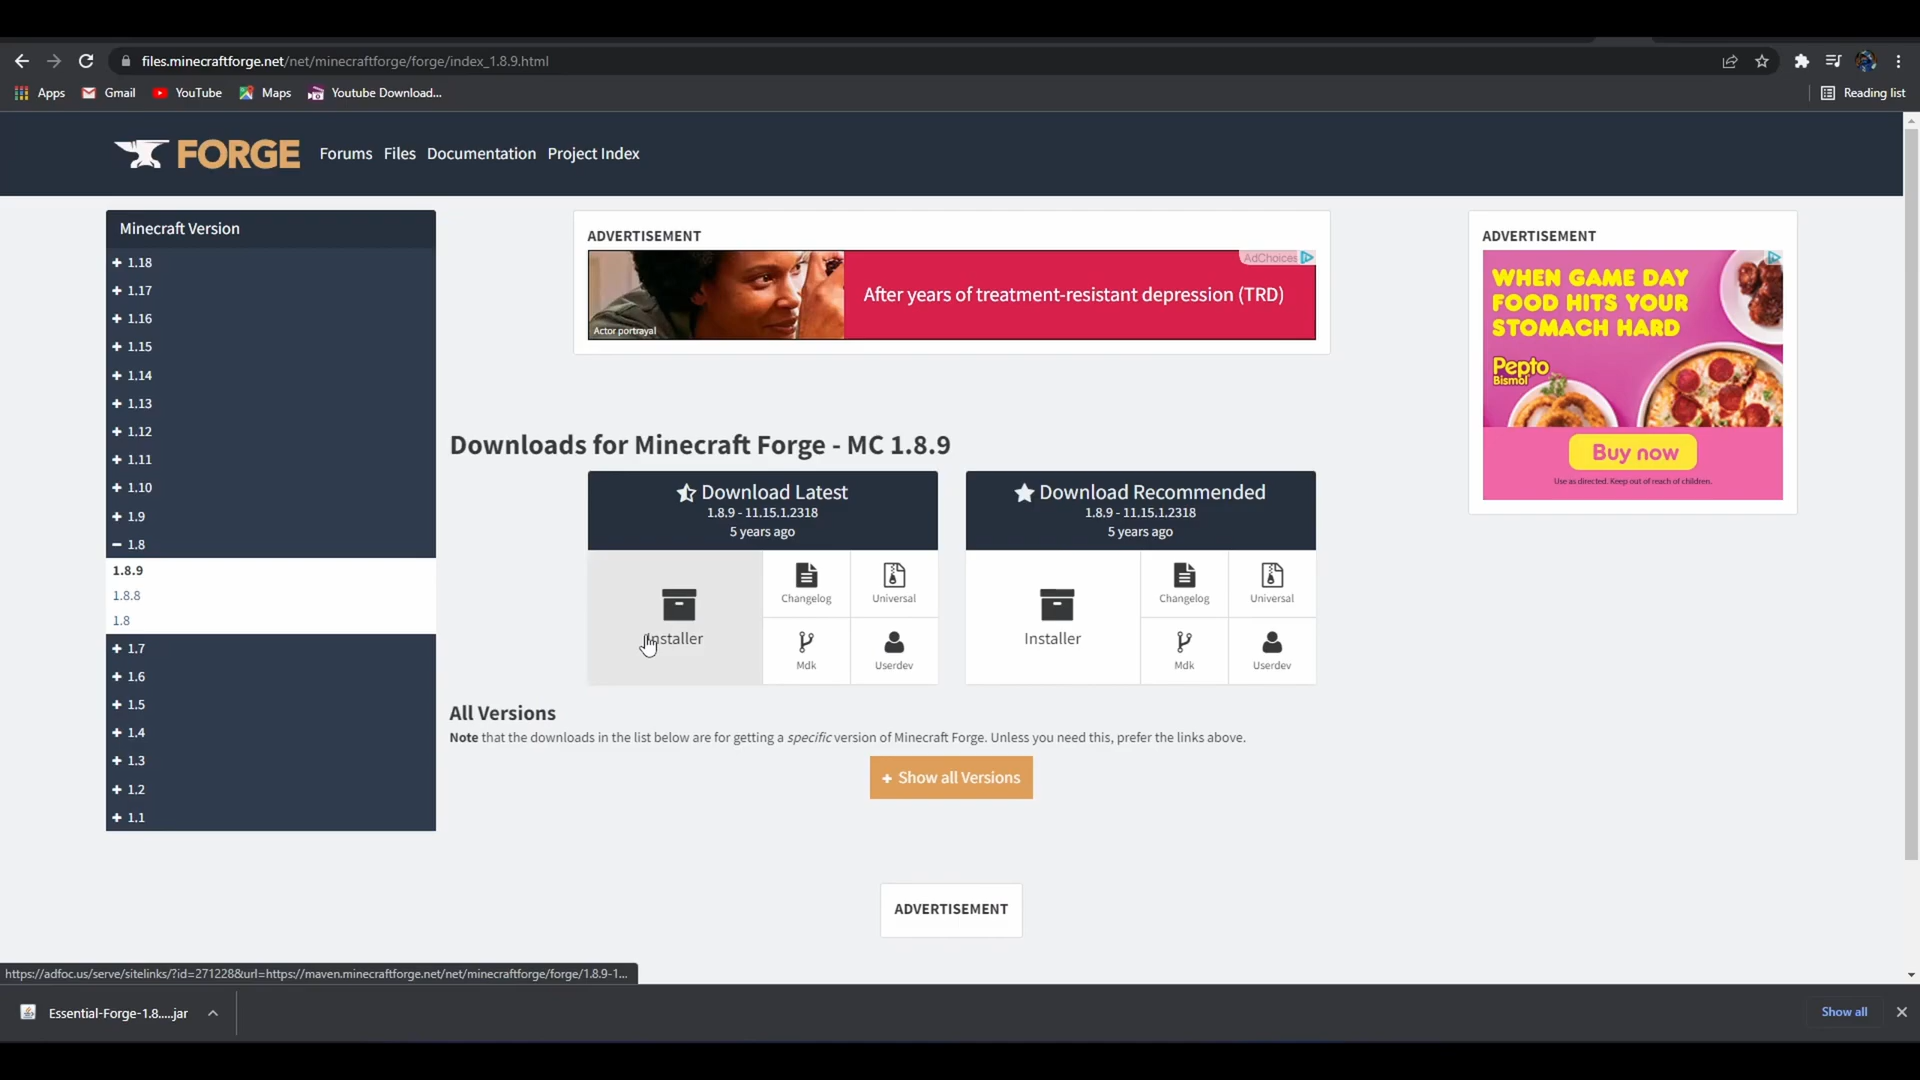 files.minecraftforge.net/net/minecraftforge/forge/index_1.8.9.html
Apps Gmail YouTube Maps Youtube Download... Reading list
FORGE Forums Files Documentation Project Index
Minecraft Version
+ 1.18
+ 1.17
+ 1.16
+ 1.15
+ 1.14
+ 1.13
+ 1.12
+ 1.11
+ 1.10
+ 1.9
− 1.8
1.8.9
1.8.8
1.8
+ 1.7
+ 1.6
+ 1.5
+ 1.4
+ 1.3
+ 1.2
+ 1.1
ADVERTISEMENT
AdChoices
After years of treatment-resistant depression (TRD)
Actor portrayal
Downloads for Minecraft Forge - MC 1.8.9
Download Latest
1.8.9 - 11.15.1.2318
5 years ago
Installer
Changelog
Universal
Mdk
Userdev
Download Recommended
1.8.9 - 11.15.1.2318
5 years ago
Installer
Changelog
Universal
Mdk
Userdev
All Versions
Note that the downloads in the list below are for getting a specific version of Minecraft Forge. Unless you need this, prefer the links above.
+ Show all Versions
ADVERTISEMENT
ADVERTISEMENT
WHEN GAME DAY
FOOD HITS YOUR
STOMACH HARD
Pepto
Bismol
Buy now
Use as directed. Keep out of reach of children.
https://adfoc.us/serve/sitelinks/?id=271228&url=https://maven.minecraftforge.net/net/minecraftforge/forge/1.8.9-1...
Essential-Forge-1.8.....jar
Show all